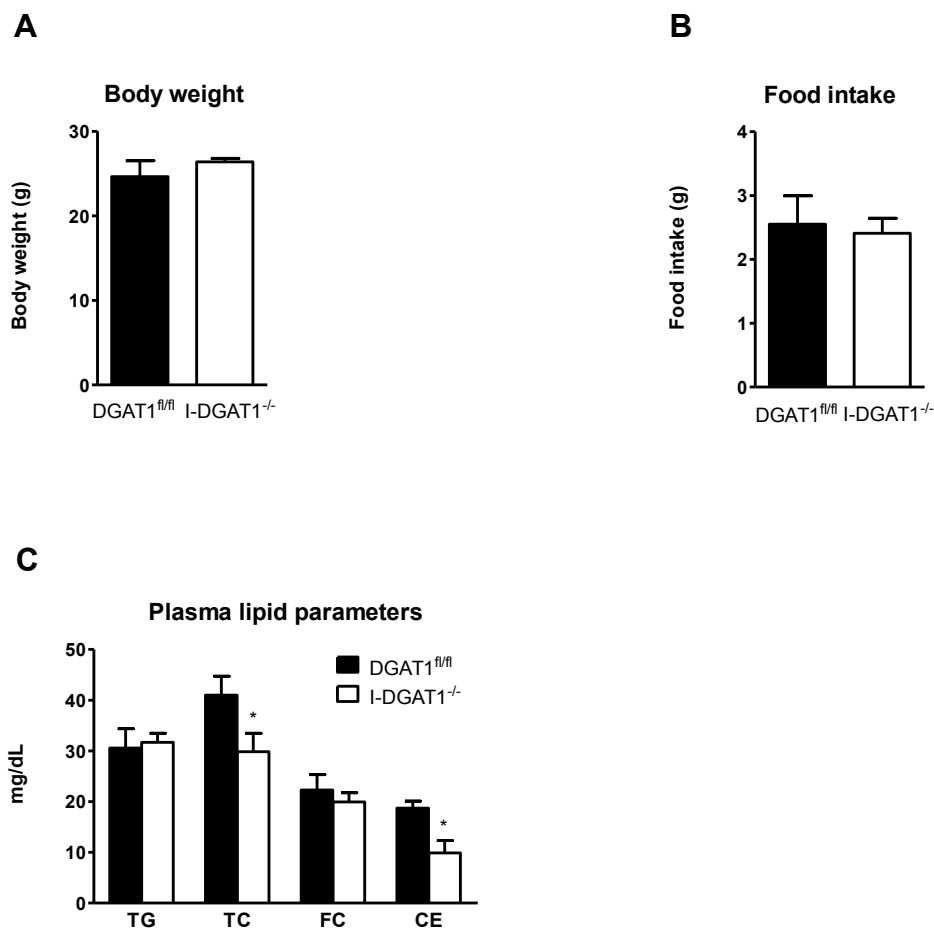 A
Body weight
Body weight (g)
30
20
10
0
DGAT1fl/fl I-DGAT1-/-
B
Food intake
Food intake (g)
4
3
2
1
0
DGAT1fl/fl I-DGAT1-/-
C
Plasma lipid parameters
mg/dL
50
40
30
20
10
0
DGAT1fl/fl
I-DGAT1-/-
*
*
TG TC FC CE